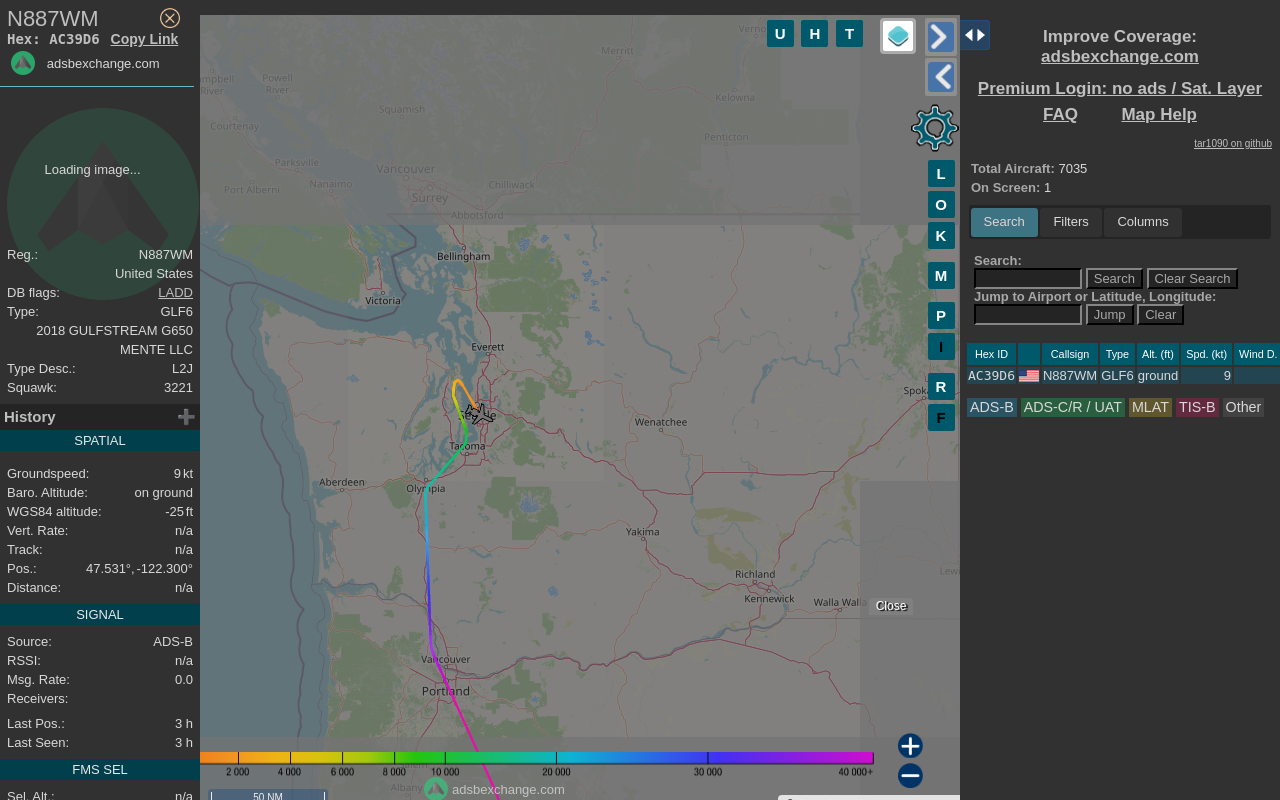 N887WM
Hex: AC39D6 Copy Link
adsbexchange.com
Loading image...
Reg.: N887WM
United States
DB flags: LADD
Type: GLF6
2018 GULFSTREAM G650
MENTE LLC
Type Desc.: L2J
Squawk: 3221
History
SPATIAL
Groundspeed: 9 kt
Baro. Altitude: on ground
WGS84 altitude: -25 ft
Vert. Rate: n/a
Track: n/a
Pos.: 47.531°, -122.300°
Distance: n/a
SIGNAL
Source: ADS-B
RSSI: n/a
Msg. Rate: 0.0
Receivers:
Last Pos.: 3 h
Last Seen: 3 h
FMS SEL
Sel. Alt.: n/a
U H T
Merritt
Powell
River
River
Kelowna
Squamish
Courtenay
Penticton
Parksville
Vancouver
Port Alberni
Nanaimo
Chilliwack
Surrey
Abbotsford
Bellingham
Victoria
Everett
Wenatchee
Tacoma
Aberdeen
Olympia
Yakima
Richland
Kennewick
Walla Walla
Vancouver
Portland
Albany
L
O
K
M
P
I
R
F
Close
2 000 4 000 6 000 8 000 10 000 20 000 30 000 40 000+
adsbexchange.com
50 NM
Improve Coverage:
adsbexchange.com
Premium Login: no ads / Sat. Layer
FAQ Map Help
tar1090 on github
Total Aircraft: 7035
On Screen: 1
Search Filters Columns
Search:
Search Clear Search
Jump to Airport or Latitude, Longitude:
Jump Clear
Hex ID Callsign Type Alt. (ft) Spd. (kt) Wind D.
AC39D6 N887WM GLF6 ground 9
ADS-B ADS-C/R / UAT MLAT TIS-B Other